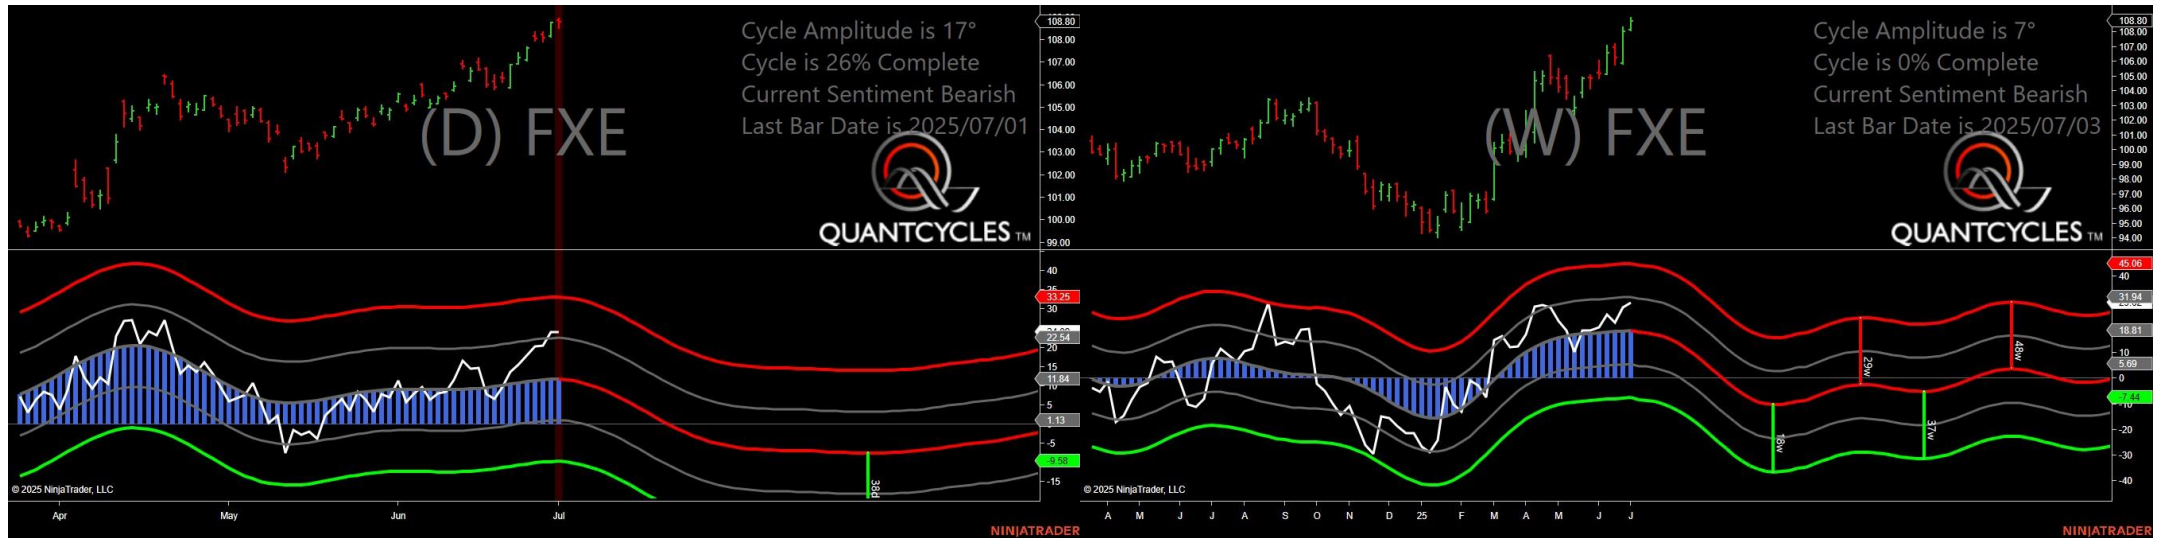 Cycle Amplitude is 17°
Cycle is 26% Complete
Current Sentiment Bearish
Last Bar Date is 2025/07/01
(D) FXE
QUANTCYCLES TM
108.80
108.00
107.00
106.00
105.00
104.00
103.00
102.00
101.00
100.00
99.00
40
33.25
30
22.54
20
15
11.84
5
1.13
-5
-9.58
-15
38d
© 2025 NinjaTrader, LLC
Apr May Jun Jul
NINJATRADER
Cycle Amplitude is 7°
Cycle is 0% Complete
Current Sentiment Bearish
Last Bar Date is 2025/07/03
(W) FXE
QUANTCYCLES TM
108.80
108.00
107.00
106.00
105.00
104.00
103.00
102.00
101.00
100.00
99.00
98.00
97.00
96.00
95.00
94.00
45.06
40
31.94
18.81
10
5.69
0
-7.44
-20
-30
-40
18w
29w
37w
48w
© 2025 NinjaTrader, LLC
A M J J A S O N D 25 F M A M J J
NINJATRADER